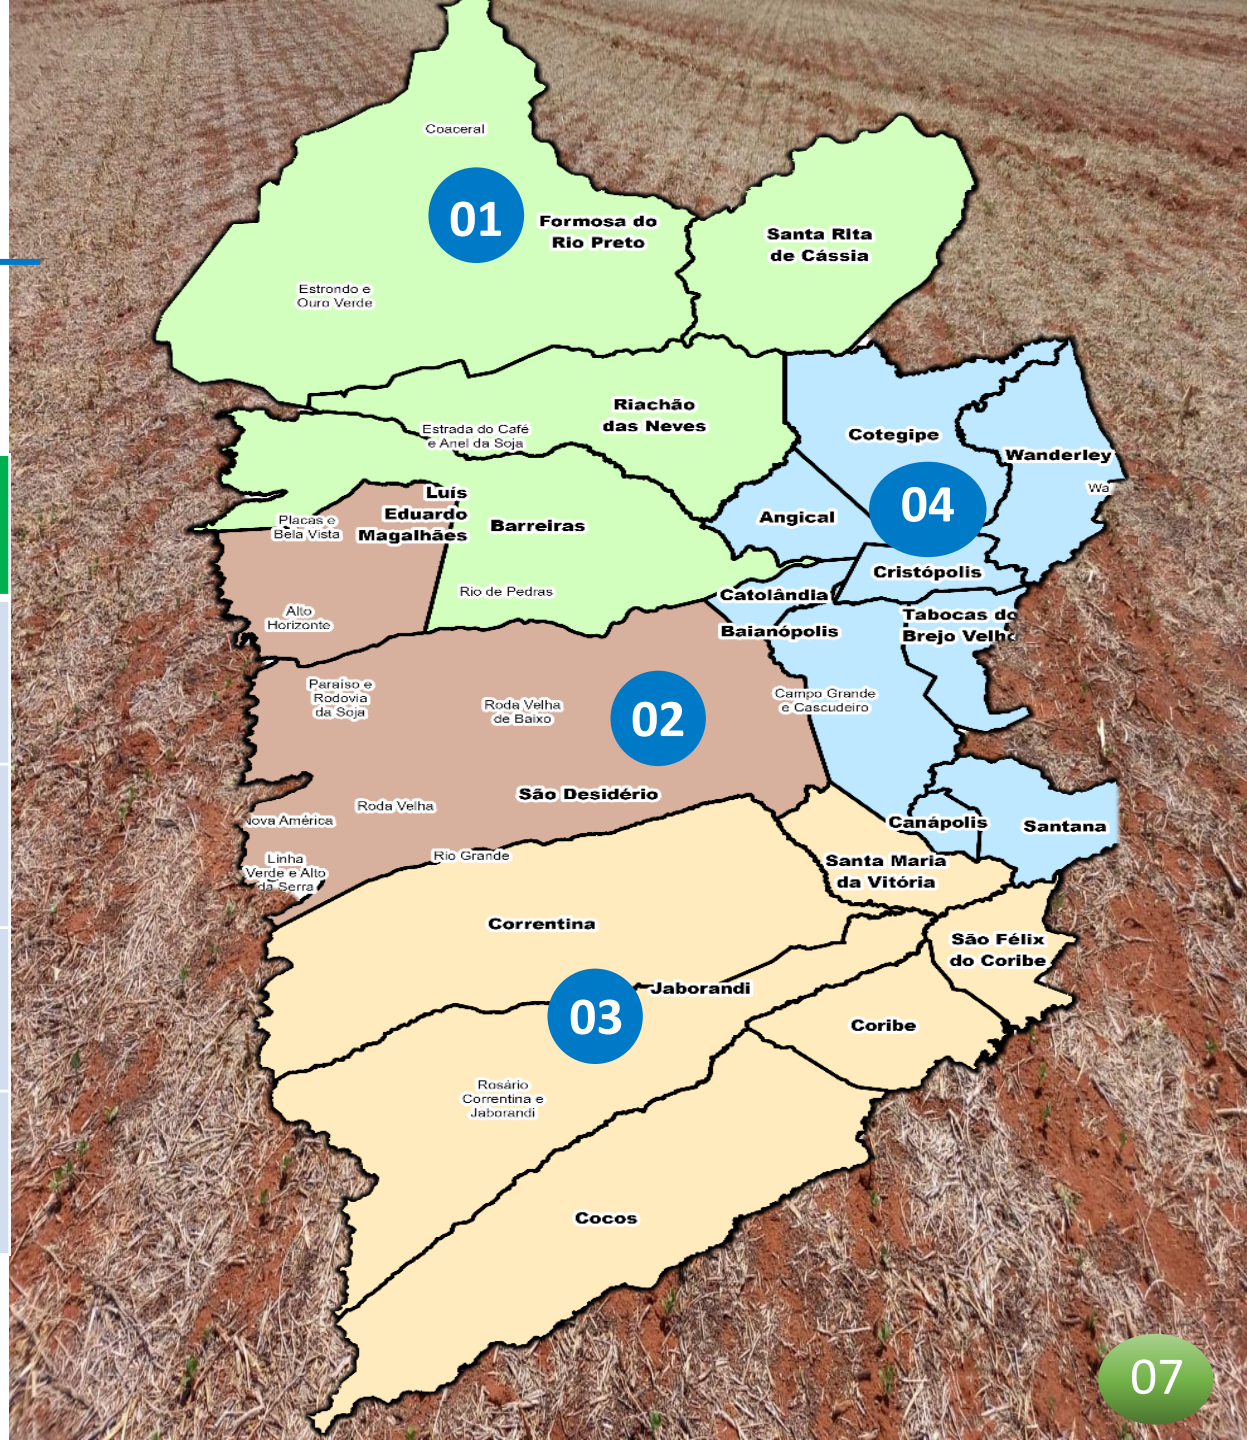 Coaceral
01
Formosa do
Rio Preto
Santa RIta
de Cássia
Estrondo e
Ouro Verde
Riachão
das Neves
Estrada do Café
e Anel da Soja
Cotegipe
Wanderley
Wa
Luís
Eduardo
Magalhães
04
Angical
Placas e
Bela Vista
Barreiras
Cristópolis
Rio de Pedras
Catolândia
Alto
Horizonte
Tabocas do
Brejo Velho
Baianópolis
Paraíso e
Rodovia
da Soja
Roda Velha
de Baixo
02
Campo Grande
e Cascudeiro
São Desidério
Roda Velha
Nova América
Canápolis
Santana
Rio Grande
Linha
Verde e Alto
da Serra
Santa Maria
da Vitória
Correntina
São Félix
do Coribe
Jaborandi
03
Coribe
Rosário
Correntina e
Jaborandi
Cocos
07